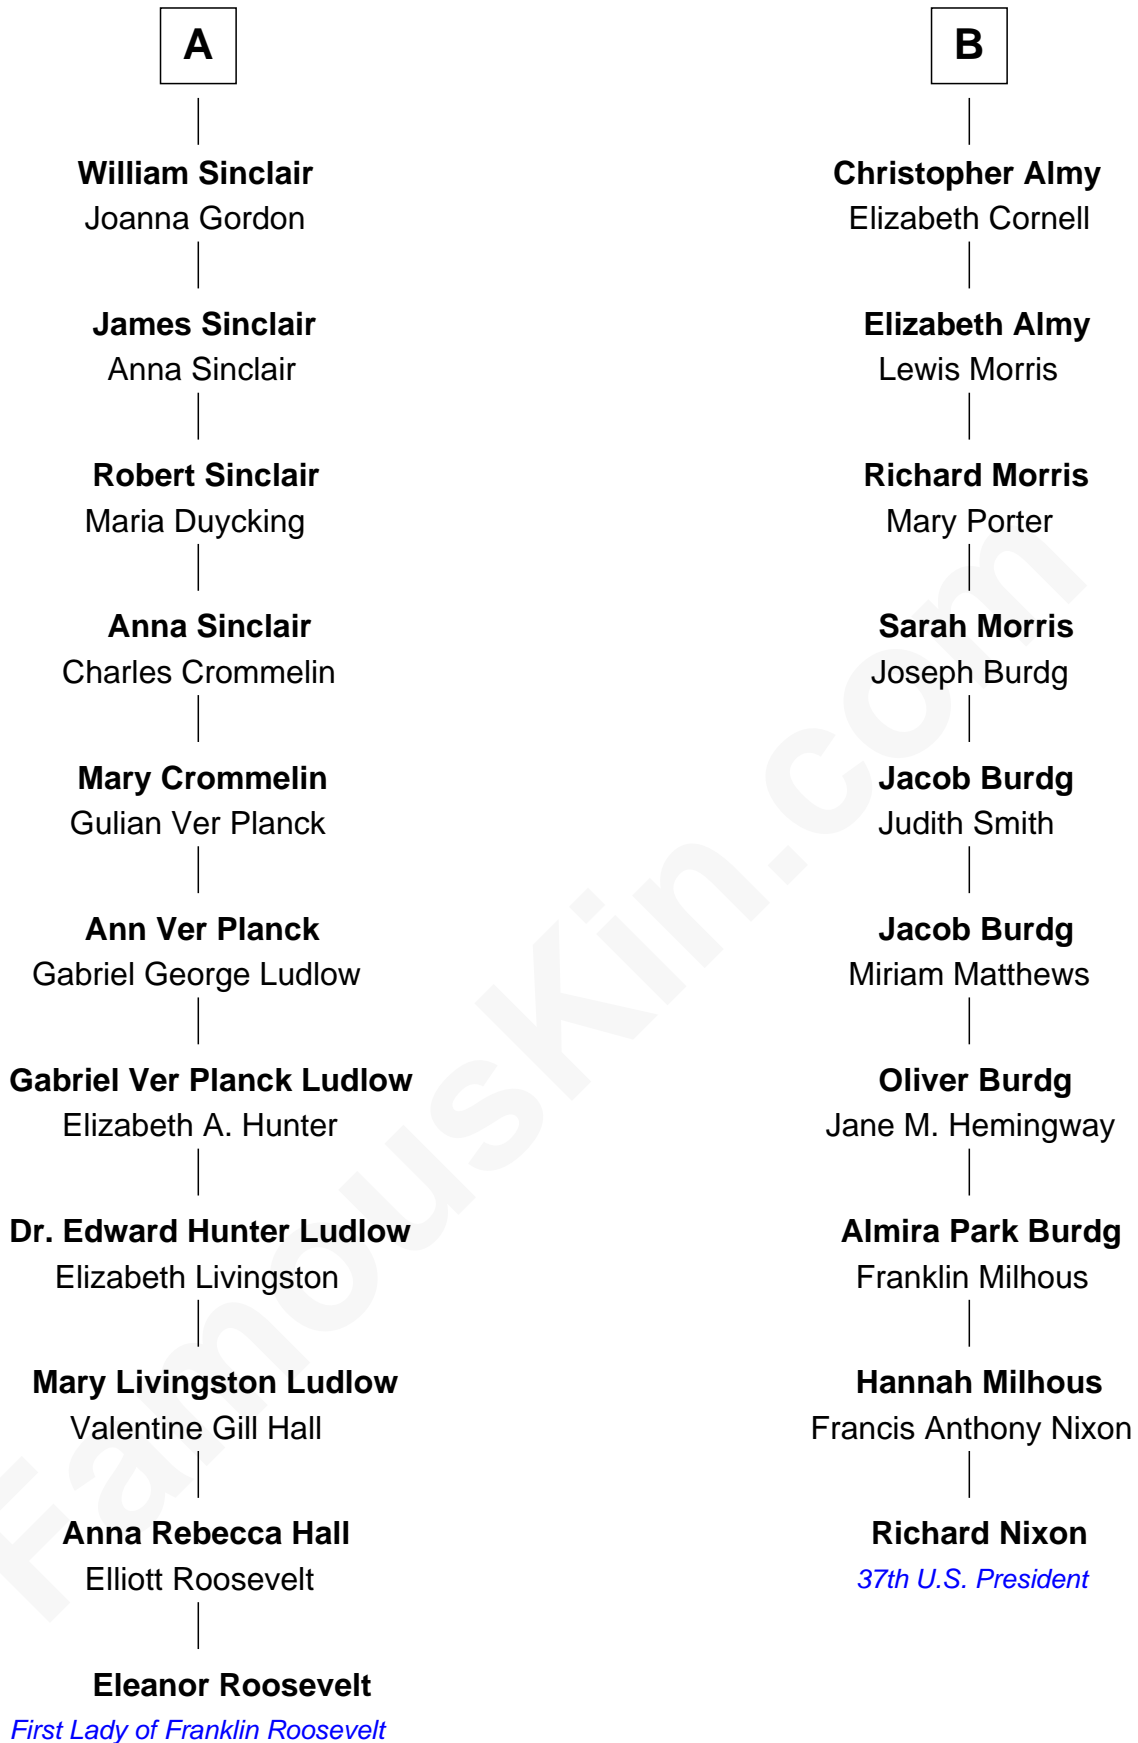 A
William Sinclair
Joanna Gordon
James Sinclair
Anna Sinclair
Robert Sinclair
Maria Duycking
Anna Sinclair
Charles Crommelin
Mary Crommelin
Gulian Ver Planck
Ann Ver Planck
Gabriel George Ludlow
Gabriel Ver Planck Ludlow
Elizabeth A. Hunter
Dr. Edward Hunter Ludlow
Elizabeth Livingston
Mary Livingston Ludlow
Valentine Gill Hall
Anna Rebecca Hall
Elliott Roosevelt
Eleanor Roosevelt
First Lady of Franklin Roosevelt
B
Christopher Almy
Elizabeth Cornell
Elizabeth Almy
Lewis Morris
Richard Morris
Mary Porter
Sarah Morris
Joseph Burdg
Jacob Burdg
Judith Smith
Jacob Burdg
Miriam Matthews
Oliver Burdg
Jane M. Hemingway
Almira Park Burdg
Franklin Milhous
Hannah Milhous
Francis Anthony Nixon
Richard Nixon
37th U.S. President
FamousKin.com